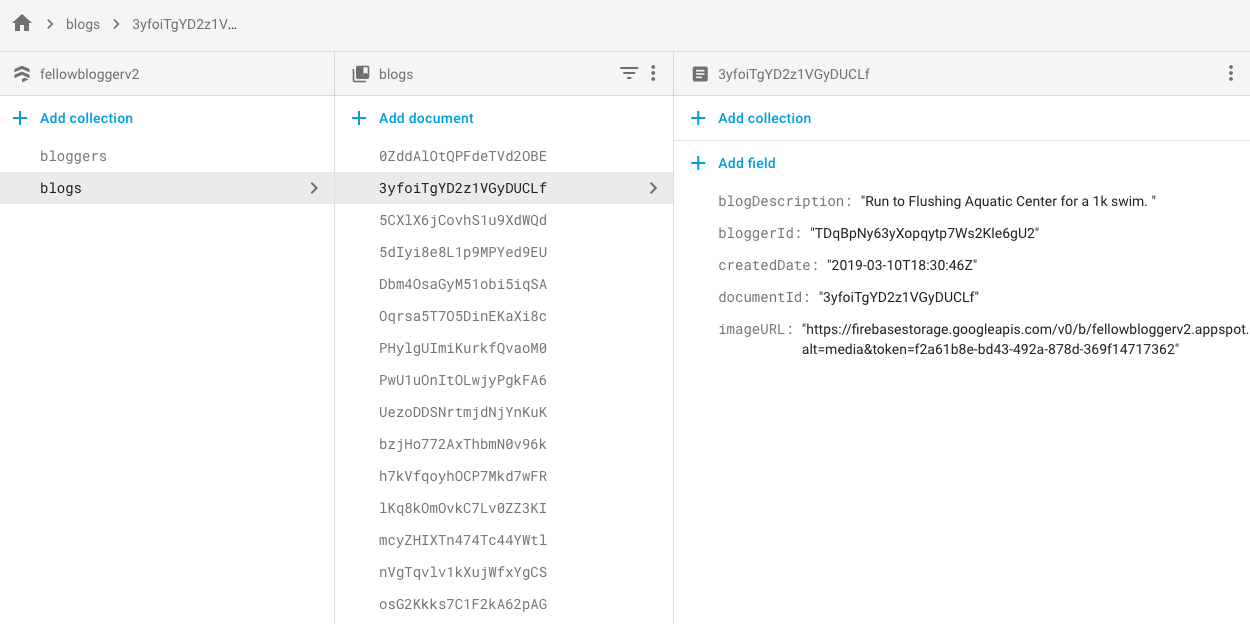 blogs
3yfoiTgYD2z1V...
fellowbloggerv2
Add collection
bloggers
blogs
blogs
Add document
0ZddAlOtQPFdeTVd2OBE
3yfoiTgYD2z1VGyDUCLf
5CXlX6jCovhS1u9XdWQd
5dIyi8e8L1p9MPYed9EU
Dbm4OsaGyM51obi5iqSA
Oqrsa5T7O5DinEKaXi8c
PHylgUImiKurkfQvaoM0
PwU1uOnItOLwjyPgkFA6
UezoDDSNrtmjdNjYnKuK
bzjHo772AxThbmN0v96k
h7kVfqoyhOCP7Mkd7wFR
lKq8kOmOvkC7Lv0ZZ3KI
mcyZHIXTn474Tc44YWtl
nVgTqvlv1kXujWfxYgCS
osG2Kkks7C1F2kA62pAG
3yfoiTgYD2z1VGyDUCLf
Add collection
Add field
blogDescription: "Run to Flushing Aquatic Center for a 1k swim. "
bloggerId: "TDqBpNy63yXopqytp7Ws2Kle6gU2"
createdDate: "2019-03-10T18:30:46Z"
documentId: "3yfoiTgYD2z1VGyDUCLf"
imageURL: "https://firebasestorage.googleapis.com/v0/b/fellowbloggerv2.appspot.
alt=media&token=f2a61b8e-bd43-492a-878d-369f14717362"